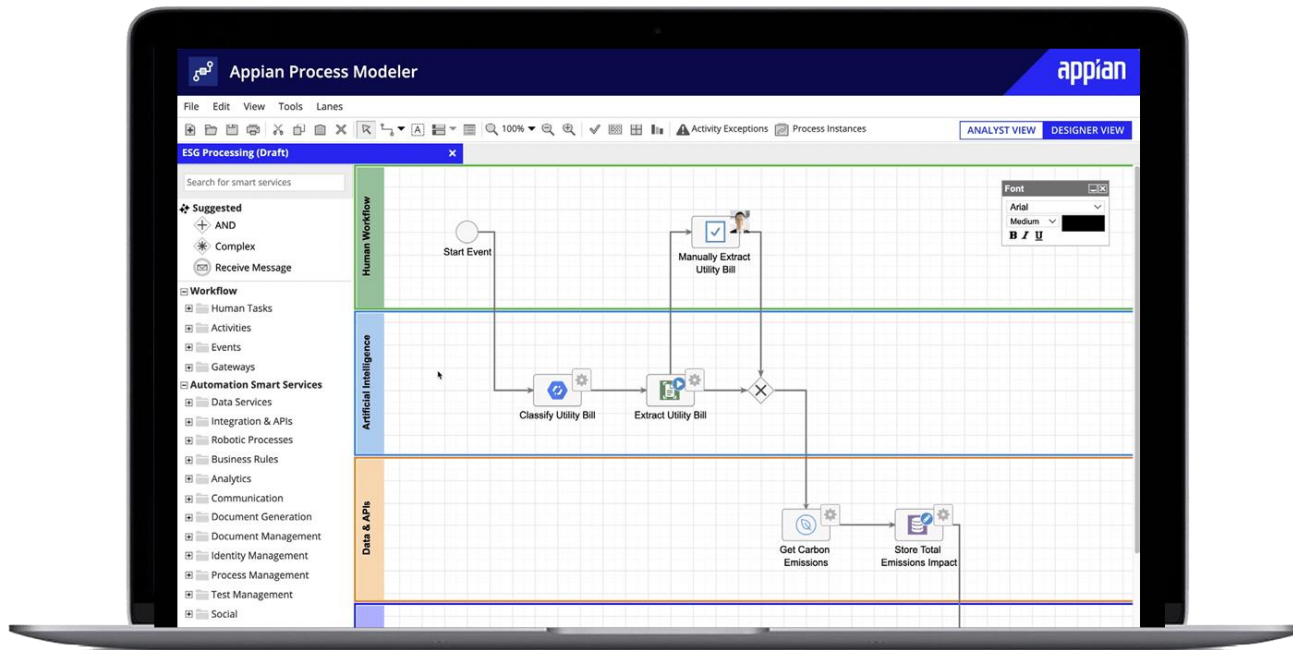 Appian Process Modeler
appian
File Edit View Tools Lanes
A 100% Activity Exceptions Process Instances ANALYST VIEW DESIGNER VIEW
ESG Processing (Draft) ×
Search for smart services
Suggested
AND
Complex
Receive Message
Workflow
Human Tasks
Activities
Events
Gateways
Automation Smart Services
Data Services
Integration & APIs
Robotic Processes
Business Rules
Analytics
Communication
Document Generation
Document Management
Identity Management
Process Management
Test Management
Social
Human Workflow
Start Event
Manually Extract
Utility Bill
Font
Arial
Medium
B I U
Artificial Intelligence
Classify Utility Bill
Extract Utility Bill
Data & APIs
Get Carbon
Emissions
Store Total
Emissions Impact